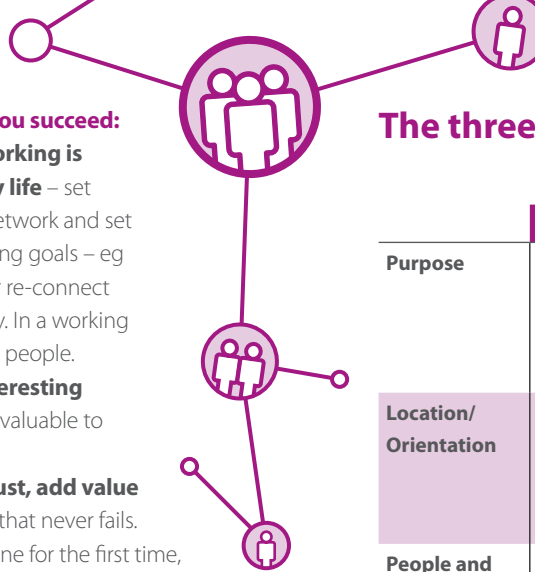 ou succeed:
orking is
life – set
etwork and set
ng goals – eg
re-connect
y. In a working
people.
eresting
valuable to
ust, add value
that never fails.
ne for the first time,
The three
Purpose
Location/
Orientation
People and